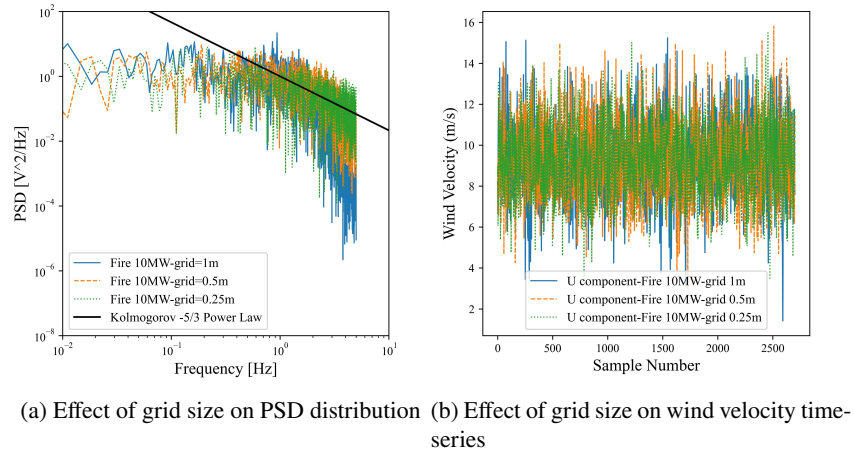 10^2
10^0
10^-2
10^-4
10^-6
10^-8
PSD [V^2/Hz]
Fire 10MW-grid=1m
Fire 10MW-grid=0.5m
Fire 10MW-grid=0.25m
Kolmogorov -5/3 Power Law
10^-2
10^-1
10^0
10^1
Frequency [Hz]
16
14
12
10
8
6
4
2
Wind Velocity (m/s)
U component-Fire 10MW-grid 1m
U component-Fire 10MW-grid 0.5m
U component-Fire 10MW-grid 0.25m
0
500
1000
1500
2000
2500
Sample Number
(a) Effect of grid size on PSD distribution
(b) Effect of grid size on wind velocity time-
series